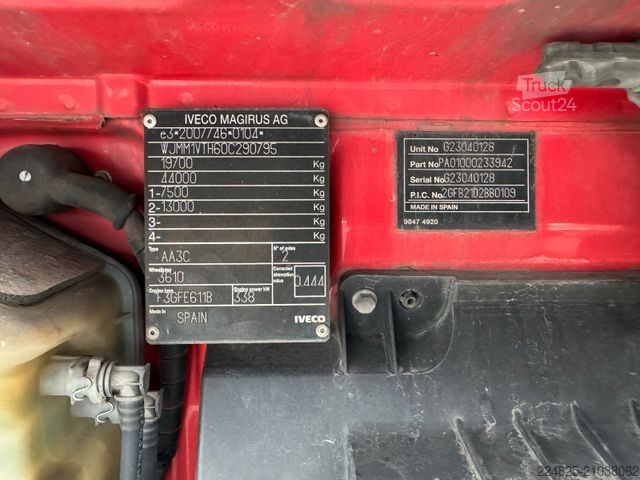 Truck
Scout24
IVECO MAGIRUS AG
e3*2007/46*0104*
WJMM1VTH60C290795
19700 Kg
44000 Kg
1-7500 Kg
2-13000 Kg
3- Kg
4- Kg
Type AA3C N° of axles 2
Wheelbase 3610 Corrected absorption value 0.444
Engine type F3GFE611B Engine power kW 338
Made in SPAIN IVECO
Unit No G23040128
Part No PA01000233942
Serial No G23040128
P.I.C. No 2GFB21D2BB0109
MADE IN SPAIN
9847 4920
224625-21038062